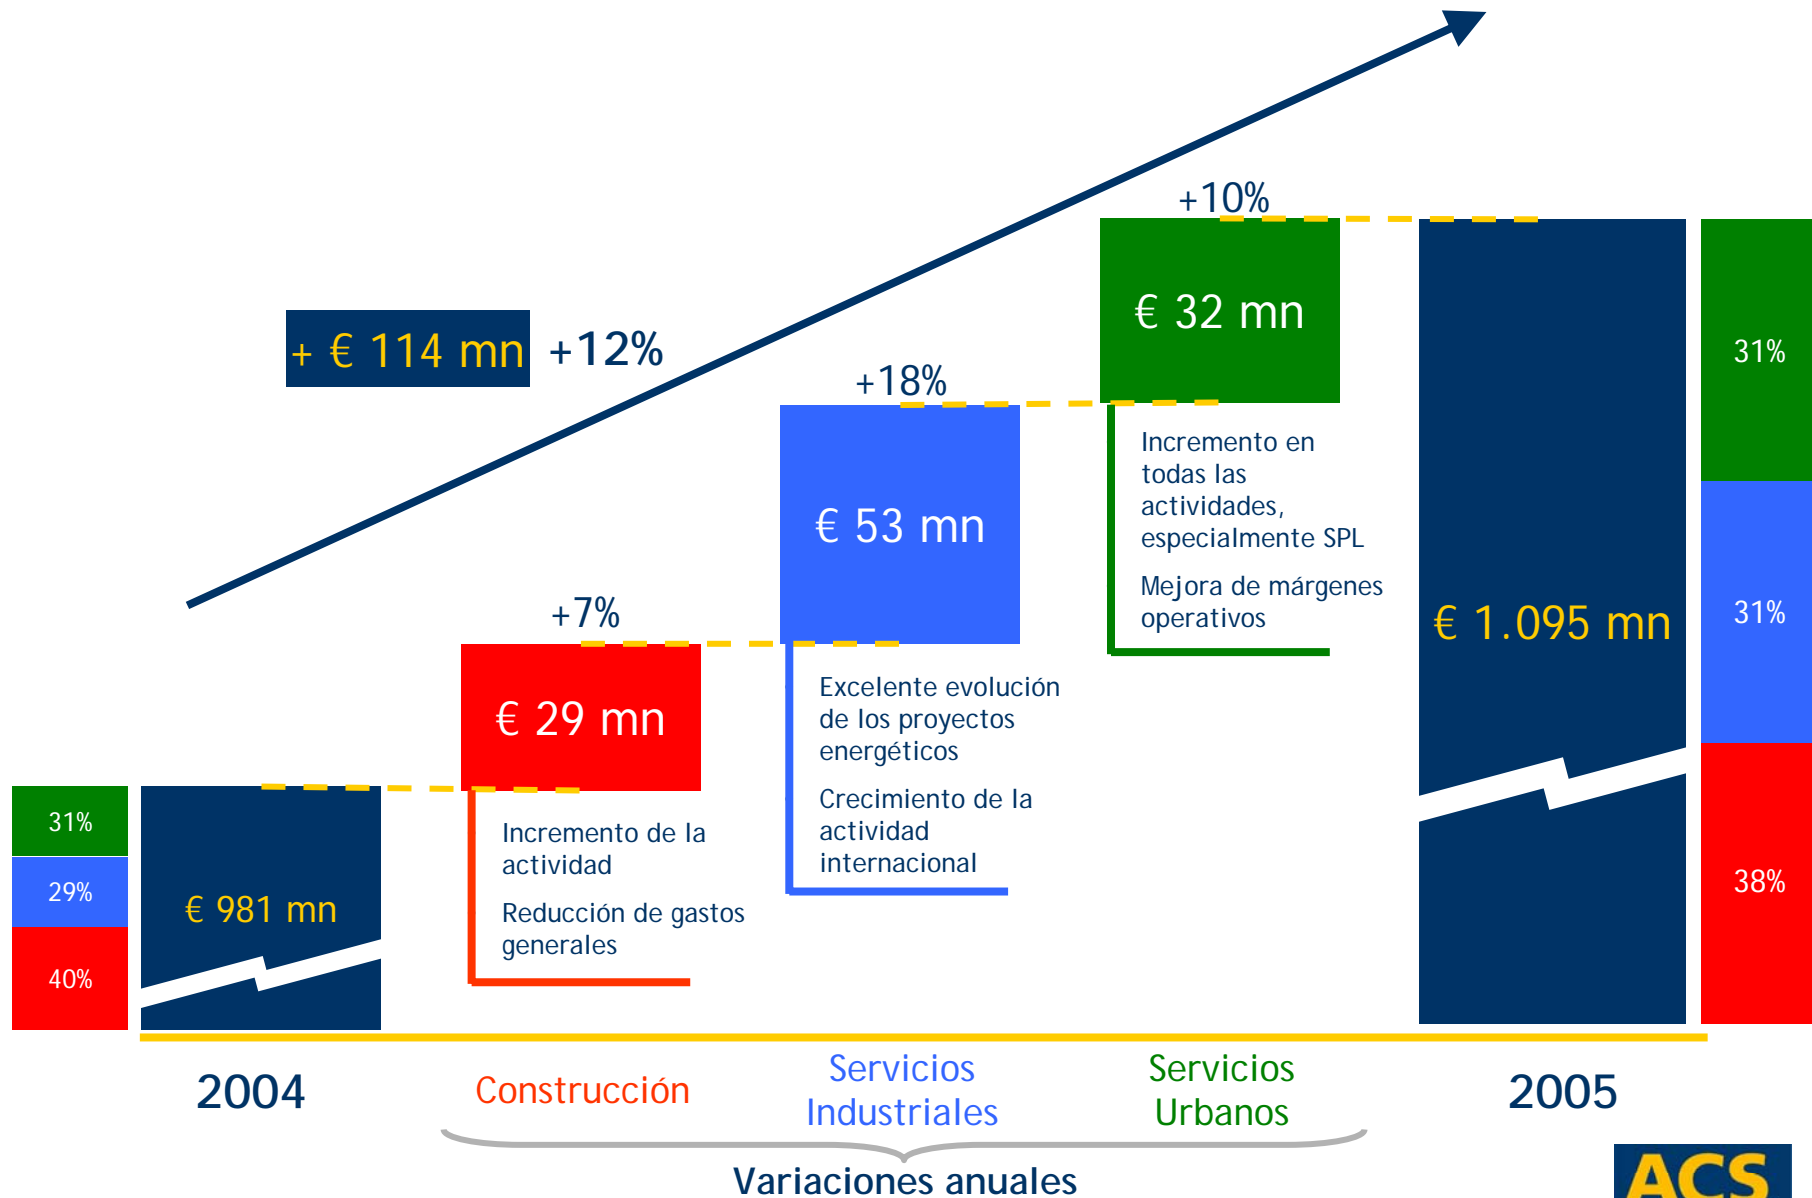 +10%
€ 32 mn
+ € 114 mn +12%
31%
+18%
Incremento en
todas las
actividades,
especialmente SPL
Mejora de márgenes
operativos
€ 53 mn
+7%
€ 1.095 mn
31%
Excelente evolución
de los proyectos
energéticos
Crecimiento de la
actividad
internacional
€ 29 mn
31%
Incremento de la
actividad
Reducción de gastos
generales
29%
€ 981 mn
38%
40%
2004
Construcción
Servicios
Industriales
Servicios
Urbanos
2005
Variaciones anuales
ACS